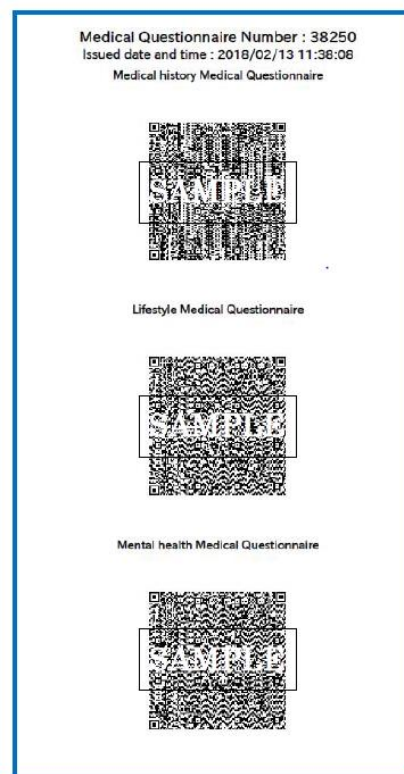 Medical Questionnaire Number : 38250
Issued date and time : 2018/02/13 11:38:08
Medical history Medical Questionnaire
SAMPLE
Lifestyle Medical Questionnaire
SAMPLE
Mental health Medical Questionnaire
SAMPLE